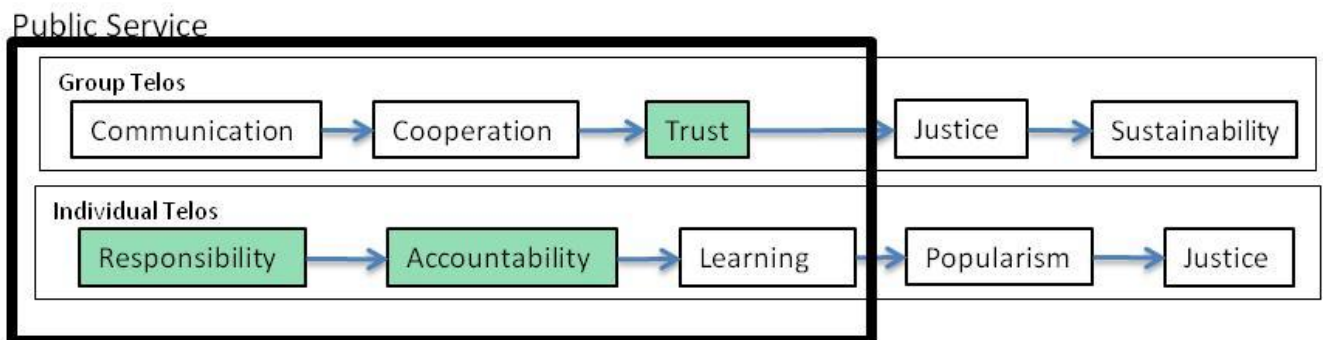 Public Service
Group Telos
Communication Cooperation Trust Justice Sustainability
Individual Telos
Responsibility Accountability Learning Popularism Justice